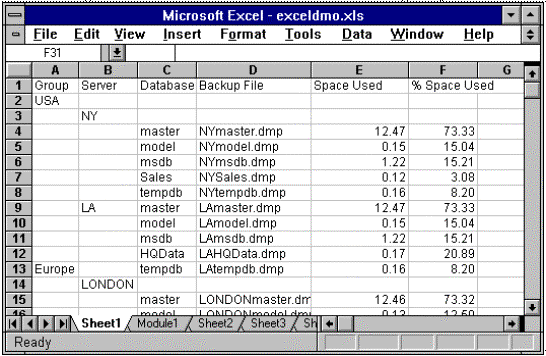 Microsoft Excel - exceldmo.xls
File Edit View Insert Format Tools Data Window Help
F31
A B C D E F G
1 Group Server Database Backup File Space Used % Space Used
2 USA
3 NY
4 master NYmaster.dmp 12.47 73.33
5 model NYmodel.dmp 0.15 15.04
6 msdb NYmsdb.dmp 1.22 15.21
7 Sales NYSales.dmp 0.12 3.08
8 tempdb NYtempdb.dmp 0.16 8.20
9 LA master LAmaster.dmp 12.47 73.33
10 model LAmodel.dmp 0.15 15.04
11 msdb LAmsdb.dmp 1.22 15.21
12 HQData LAHQData.dmp 0.17 20.89
13 Europe tempdb LAtempdb.dmp 0.16 8.20
14 LONDON
15 master LONDONmaster.dm 12.46 73.32
16 model LONDONmodel.dm 0.13 12.60
Sheet1 Module1 Sheet2 Sheet3 Sh
Ready